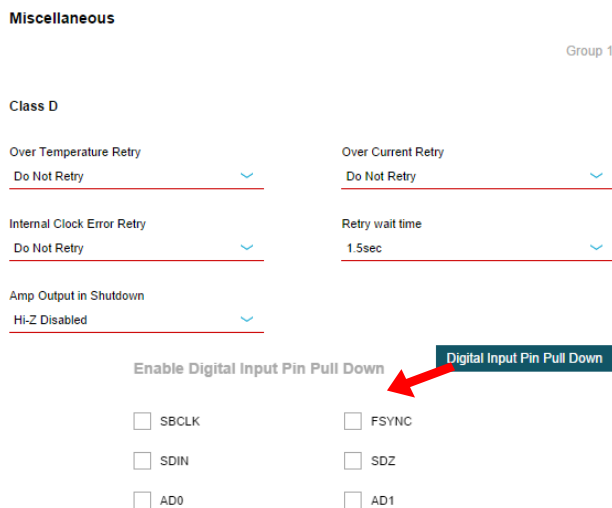 Miscellaneous
Group 1
Class D
Over Temperature Retry
Over Current Retry
Do Not Retry
Do Not Retry
Internal Clock Error Retry
Retry wait time
Do Not Retry
1.5sec
Amp Output in Shutdown
Hi-Z Disabled
Digital Input Pin Pull Down
Enable Digital Input Pin Pull Down
SBCLK
FSYNC
SDIN
SDZ
AD0
AD1